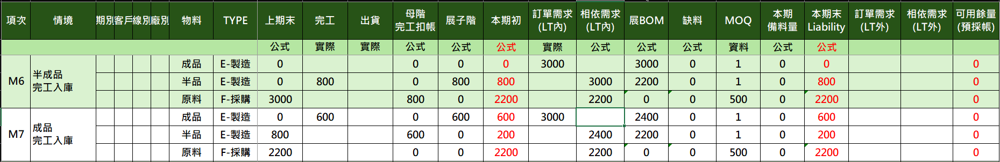 項次 情境 期別 客戶 線別 廠別 物料 TYPE 上期末 完工 出貨 母階完工扣帳 展子階 本期初 訂單需求(LT內) 相依需求(LT內) 展BOM 缺料 MOQ 本期備料量 本期末Liability 訂單需求(LT外) 相依需求(LT外) 可用餘量(預採帳)
公式 實際 實際 公式 公式 公式 實際 公式 公式 公式 資料 公式 公式
M6 半成品完工入庫 成品 E-製造 0 0 0 0 3000 3000 0 1 0 0 0
半品 E-製造 0 800 0 800 800 3000 2200 0 1 0 800 0
原料 F-採購 3000 800 0 2200 2200 0 0 500 0 2200 0
M7 成品完工入庫 成品 E-製造 0 600 0 600 600 3000 2400 0 1 0 600 0
半品 E-製造 800 600 0 200 2400 2200 0 1 0 200 0
原料 F-採購 2200 0 0 2200 2200 0 0 500 0 2200 0